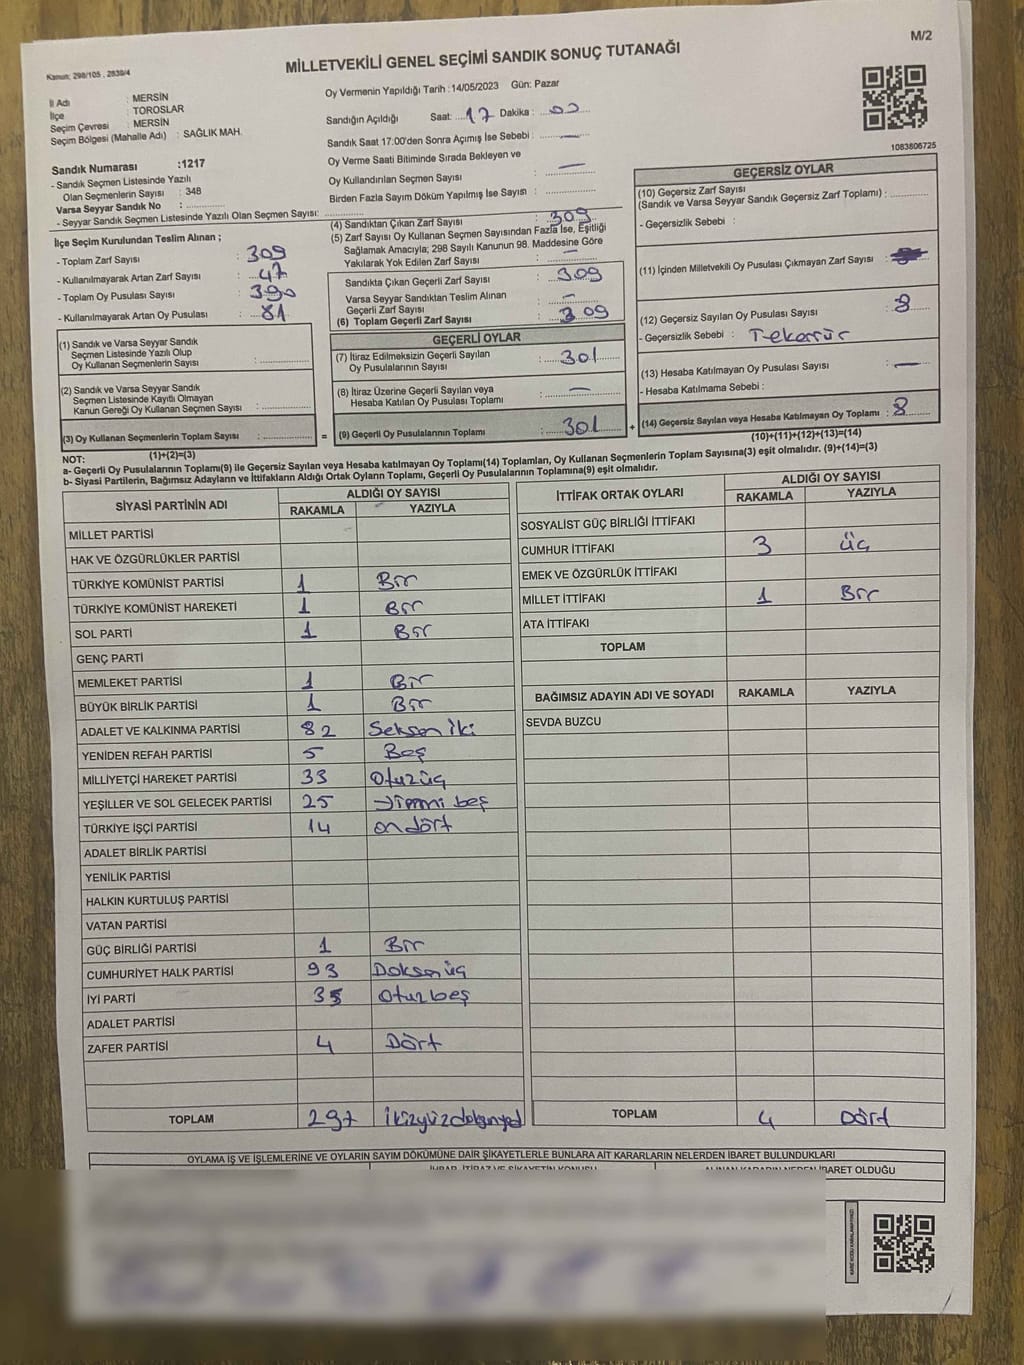 M/2
Kanun: 298/105 , 2839/4
MİLLETVEKİLİ GENEL SEÇİMİ SANDIK SONUÇ TUTANAĞI
İl Adı : MERSİN
İlçe : TOROSLAR
Seçim Çevresi : MERSİN
Seçim Bölgesi (Mahalle Adı) : SAĞLIK MAH.
Sandık Numarası :1217
- Sandık Seçmen Listesinde Yazılı
Olan Seçmenlerin Sayısı : 348
Varsa Seyyar Sandık No :
- Seyyar Sandık Seçmen Listesinde Yazılı Olan Seçmen Sayısı:
İlçe Seçim Kurulundan Teslim Alınan ;
- Toplam Zarf Sayısı : 309
- Kullanılmayarak Artan Zarf Sayısı : 47
- Toplam Oy Pusulası Sayısı : 390
- Kullanılmayarak Artan Oy Pusulası : 81
(1) Sandık ve Varsa Seyyar Sandık
Seçmen Listesinde Yazılı Olup
Oy Kullanan Seçmenlerin Sayısı :
(2) Sandık ve Varsa Seyyar Sandık
Seçmen Listesinde Kayıtlı Olmayan
Kanun Gereği Oy Kullanan Seçmen Sayısı :
(3) Oy Kullanan Seçmenlerin Toplam Sayısı :
(1)+(2)=(3)
Oy Vermenin Yapıldığı Tarih :14/05/2023 Gün: Pazar
Sandığın Açıldığı Saat: 17 Dakika : 00
Sandık Saat 17:00'den Sonra Açımış İse Sebebi : —
Oy Verme Saati Bitiminde Sırada Bekleyen ve
Oy Kullandırılan Seçmen Sayısı : —
Birden Fazla Sayım Döküm Yapılmış İse Sayısı :
(4) Sandıktan Çıkan Zarf Sayısı : 309
(5) Zarf Sayısı Oy Kullanan Seçmen Sayısından Fazla İse, Eşitliği
Sağlamak Amacıyla; 298 Sayılı Kanunun 98. Maddesine Göre
Yakılarak Yok Edilen Zarf Sayısı : —
Sandıkta Çıkan Geçerli Zarf Sayısı : 309
Varsa Seyyar Sandıktan Teslim Alınan
Geçerli Zarf Sayısı : —
(6) Toplam Geçerli Zarf Sayısı : 309
GEÇERLİ OYLAR
(7) İtiraz Edilmeksizin Geçerli Sayılan
Oy Pusulasının Sayısı : 301
(8) İtiraz Üzerine Geçerli Sayılan veya
Hesaba Katılan Oy Pusulası Toplamı : —
= (9) Geçerli Oy Pusulalarının Toplamı : 301 +
1083806725
GEÇERSİZ OYLAR
(10) Geçersiz Zarf Sayısı
(Sandık ve Varsa Seyyar Sandık Geçersiz Zarf Toplamı) :
- Geçersizlik Sebebi :
(11) İçinden Milletvekili Oy Pusulası Çıkmayan Zarf Sayısı :
(12) Geçersiz Sayılan Oy Pusulası Sayısı : 8
- Geçersizlik Sebebi : Tekerrür
(13) Hesaba Katılmayan Oy Pusulası Sayısı : —
- Hesaba Katılmama Sebebi :
(14) Geçersiz Sayılan veya Hesaba Katılmayan Oy Toplamı : 8
(10)+(11)+(12)+(13)=(14)
NOT:
a- Geçerli Oy Pusulalarının Toplamı(9) ile Geçersiz Sayılan veya Hesaba katılmayan Oy Toplamı(14) Toplamları, Oy Kullanan Seçmenlerin Toplam Sayısına(3) eşit olmalıdır. (9)+(14)=(3)
b- Siyasi Partilerin, Bağımsız Adayların ve İttifakların Aldığı Ortak Oyların Toplamı, Geçerli Oy Pusulalarının Toplamına(9) eşit olmalıdır.
SİYASİ PARTİNİN ADI ALDIĞI OY SAYISI
RAKAMLA YAZIYLA
MİLLET PARTİSİ
HAK VE ÖZGÜRLÜKLER PARTİSİ
TÜRKİYE KOMÜNİST PARTİSİ 1 Bir
TÜRKİYE KOMÜNİST HAREKETİ 1 Bir
SOL PARTİ 1 Bir
GENÇ PARTİ
MEMLEKET PARTİSİ 1 Bir
BÜYÜK BİRLİK PARTİSİ 1 Bir
ADALET VE KALKINMA PARTİSİ 82 Seksen iki
YENİDEN REFAH PARTİSİ 5 Beş
MİLLİYETÇİ HAREKET PARTİSİ 33 Otuzüç
YEŞİLLER VE SOL GELECEK PARTİSİ 25 Yirmi beş
TÜRKİYE İŞÇİ PARTİSİ 14 on dört
ADALET BİRLİK PARTİSİ
YENİLİK PARTİSİ
HALKIN KURTULUŞ PARTİSİ
VATAN PARTİSİ
GÜÇ BİRLİĞİ PARTİSİ 1 Bir
CUMHURİYET HALK PARTİSİ 93 Doksan üç
İYİ PARTİ 35 Otuz beş
ADALET PARTİSİ
ZAFER PARTİSİ 4 Dört
TOPLAM 297 ikizyüzdoksanyedi
İTTİFAK ORTAK OYLARI ALDIĞI OY SAYISI
RAKAMLA YAZIYLA
SOSYALİST GÜÇ BİRLİĞİ İTTİFAKI
CUMHUR İTTİFAKI 3 üç
EMEK VE ÖZGÜRLÜK İTTİFAKI
MİLLET İTTİFAKI 1 Bir
ATA İTTİFAKI
TOPLAM
BAĞIMSIZ ADAYIN ADI VE SOYADI RAKAMLA YAZIYLA
SEVDA BUZCU
TOPLAM 4 Dört
OYLAMA İŞ VE İŞLEMLERİNE VE OYLARIN SAYIM DÖKÜMÜNE DAİR ŞİKAYETLERLE BUNLARA AİT KARARLARIN NELERDEN İBARET BULUNDUKLARI
İHBAR, İTİRAZ VE ŞİKAYETİN KONUSU ALINAN KARARIN NEDEN İBARET OLDUĞU